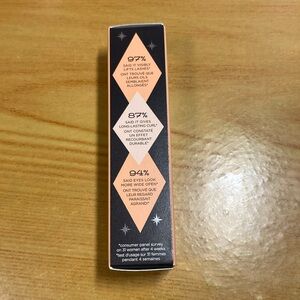 97%
SAID IT VISIBLY
LIFTS LASHES*
ONT TROUVÉ QUE
LEURS CILS
SEMBLAIENT
ALLONGÉS*
87%
SAID IT GIVES
LONG-LASTING CURL*
ONT CONSTATÉ
UN EFFET
RECOURBANT
DURABLE*
94%
SAID EYES LOOK
MORE WIDE OPEN*
ONT TROUVÉ QUE
LEUR REGARD
PARAISSAIT
AGRANDI*
*consumer panel survey
on 31 women after 4 weeks
*test d'usage sur 31 femmes
pendant 4 semaines